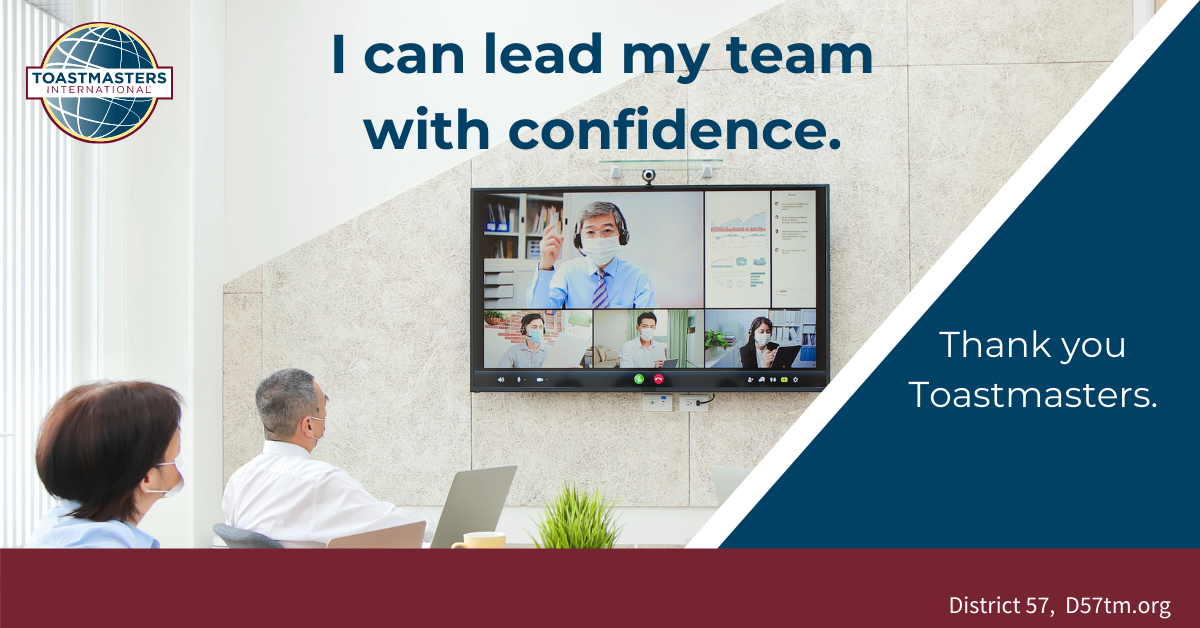 TOASTMASTERS
INTERNATIONAL
I can lead my team
with confidence.
Thank you
Toastmasters.
District 57, D57tm.org